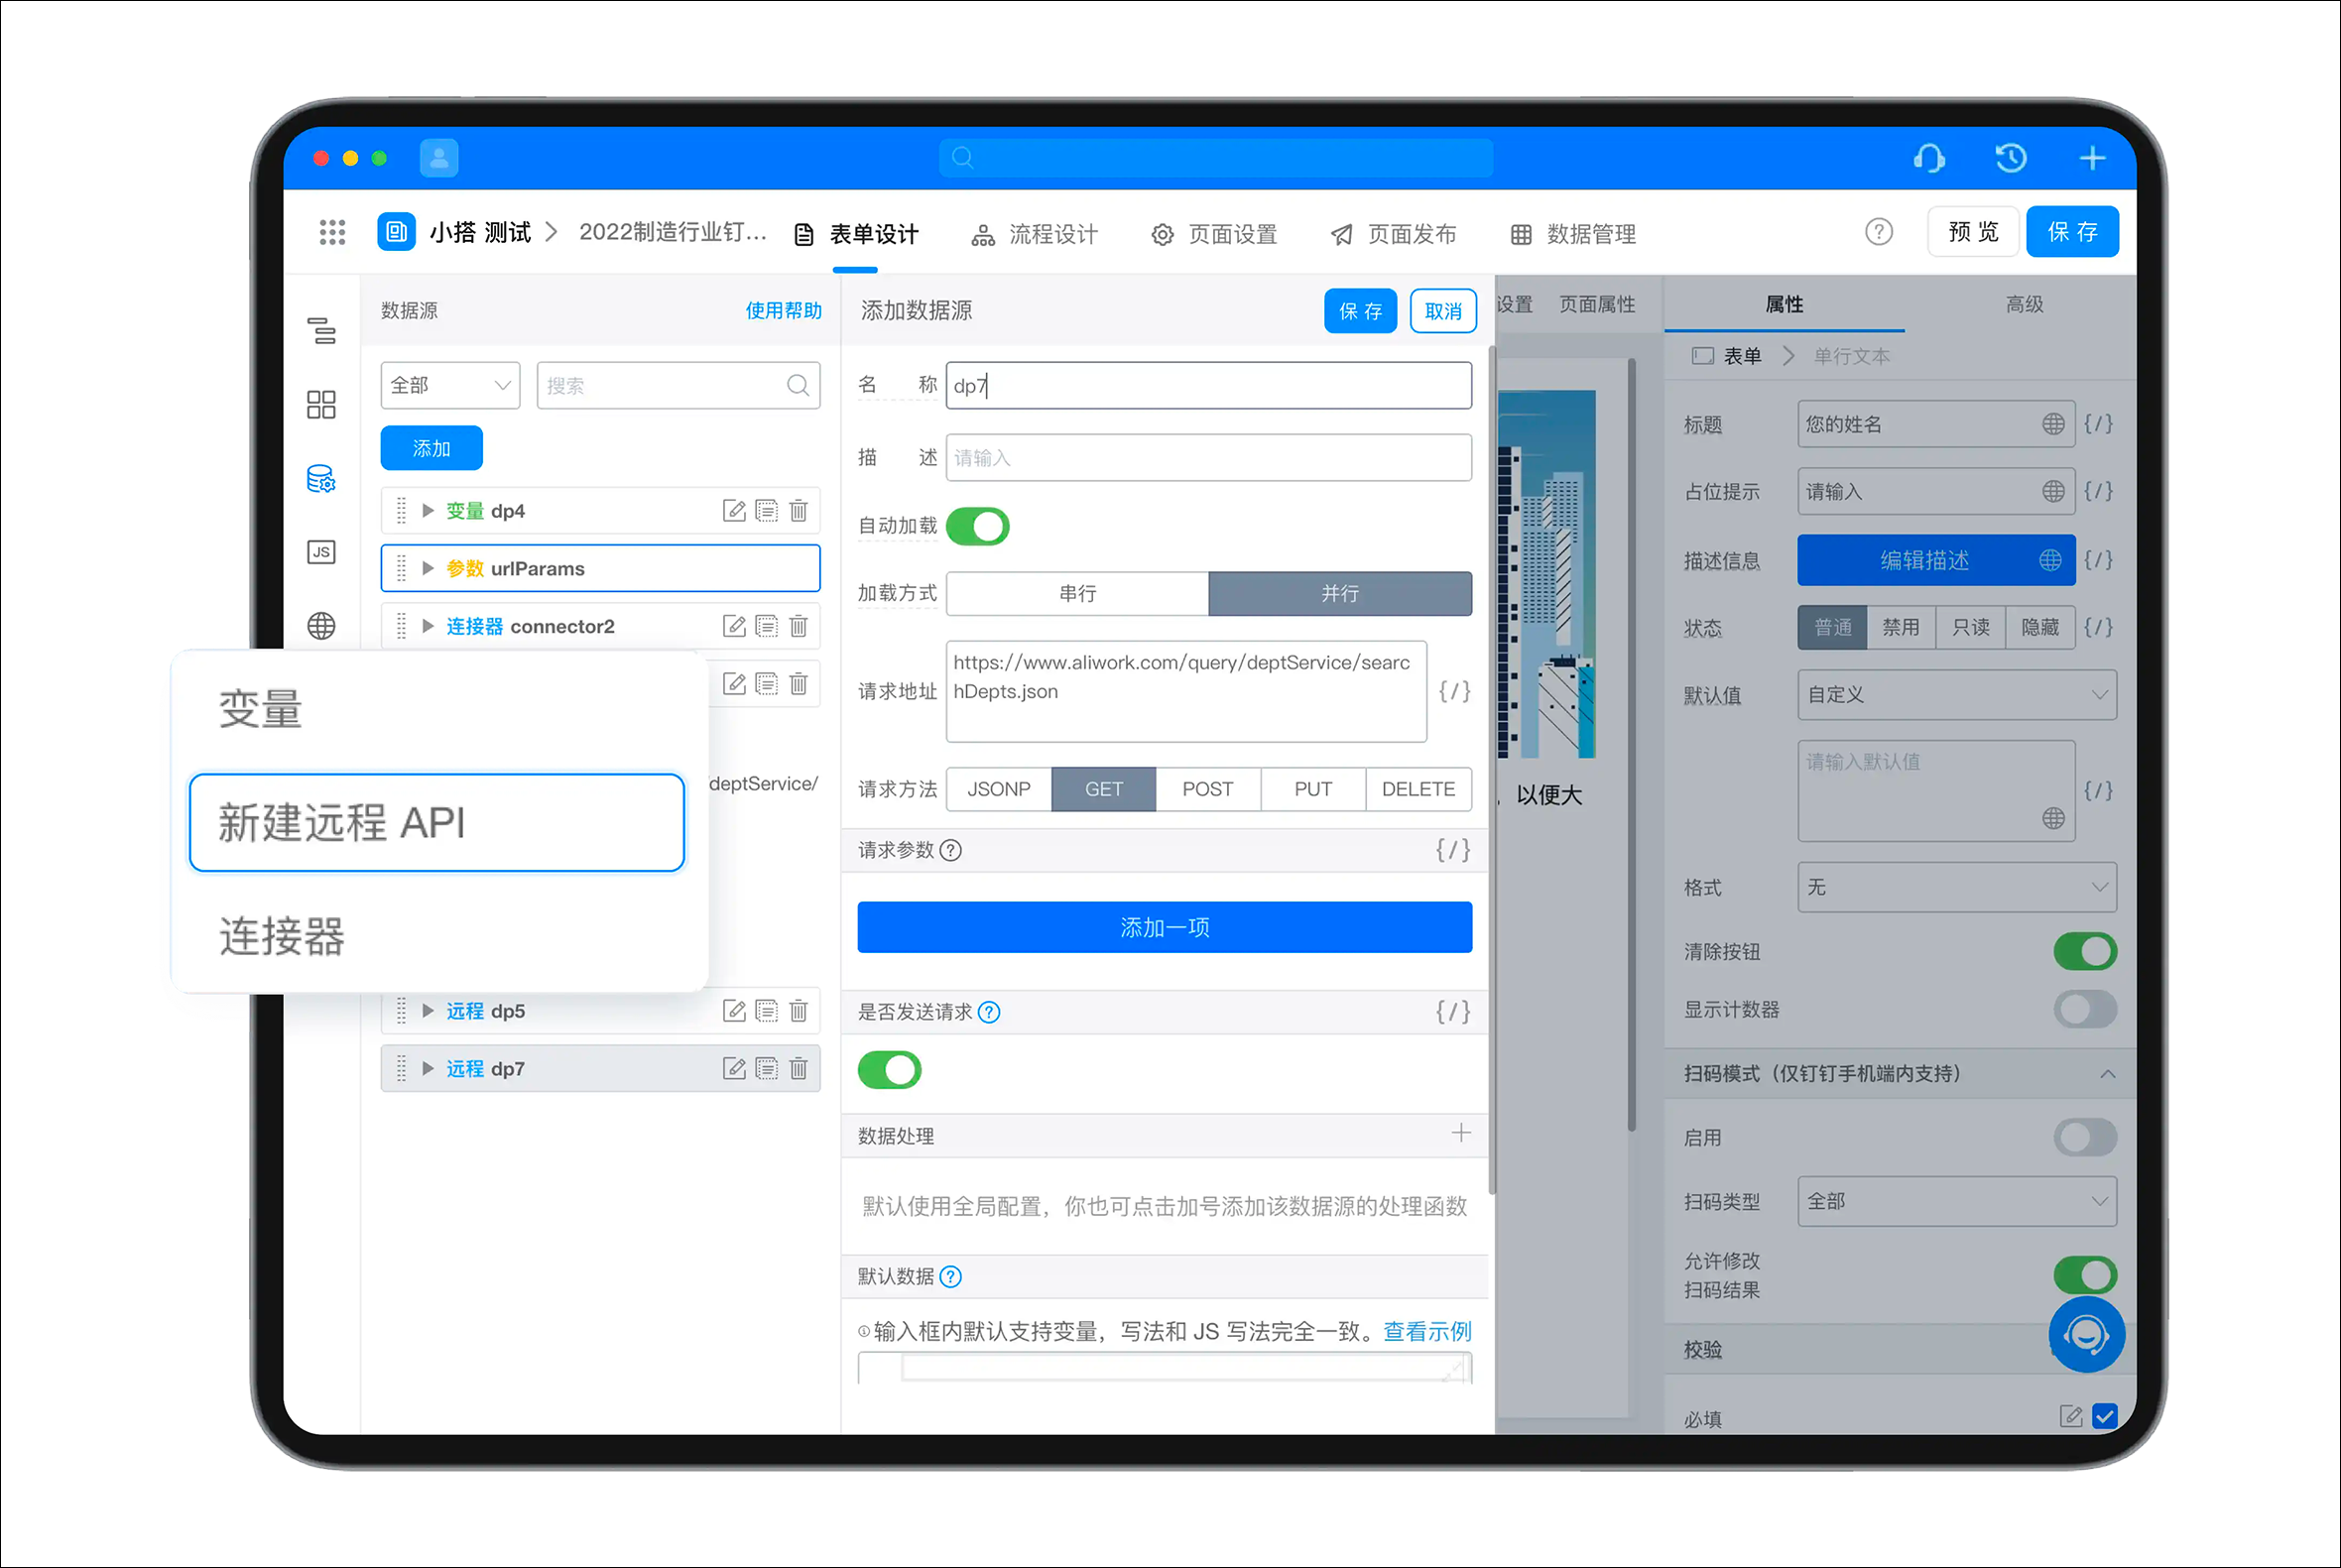 小搭 测试
2022制造行业钉...
表单设计
流程设计
页面设置
页面发布
数据管理
预 览
保 存
数据源
使用帮助
全部
搜索
添加
变量 dp4
参数 urlParams
JS
连接器 connector2
变量
新建远程 API
连接器
deptService/
远程 dp5
远程 dp7
添加数据源
保 存
取消
名 称
dp7
描 述
请输入
自动加载
加载方式
串行
并行
请求地址
https://www.aliwork.com/query/deptService/searc
hDepts.json
{/}
请求方法
JSONP
GET
POST
PUT
DELETE
请求参数
{/}
添加一项
是否发送请求
{/}
数据处理
默认使用全局配置，你也可点击加号添加该数据源的处理函数
默认数据
输入框内默认支持变量，写法和 JS 写法完全一致。查看示例
设置
页面属性
，以便大
属性
高级
表单
单行文本
标题
您的姓名
{/}
占位提示
请输入
{/}
描述信息
编辑描述
{/}
状态
普通
禁用
只读
隐藏
{/}
默认值
自定义
请输入默认值
{/}
格式
无
清除按钮
显示计数器
扫码模式（仅钉钉手机端内支持）
启用
扫码类型
全部
允许修改
扫码结果
校验
必填